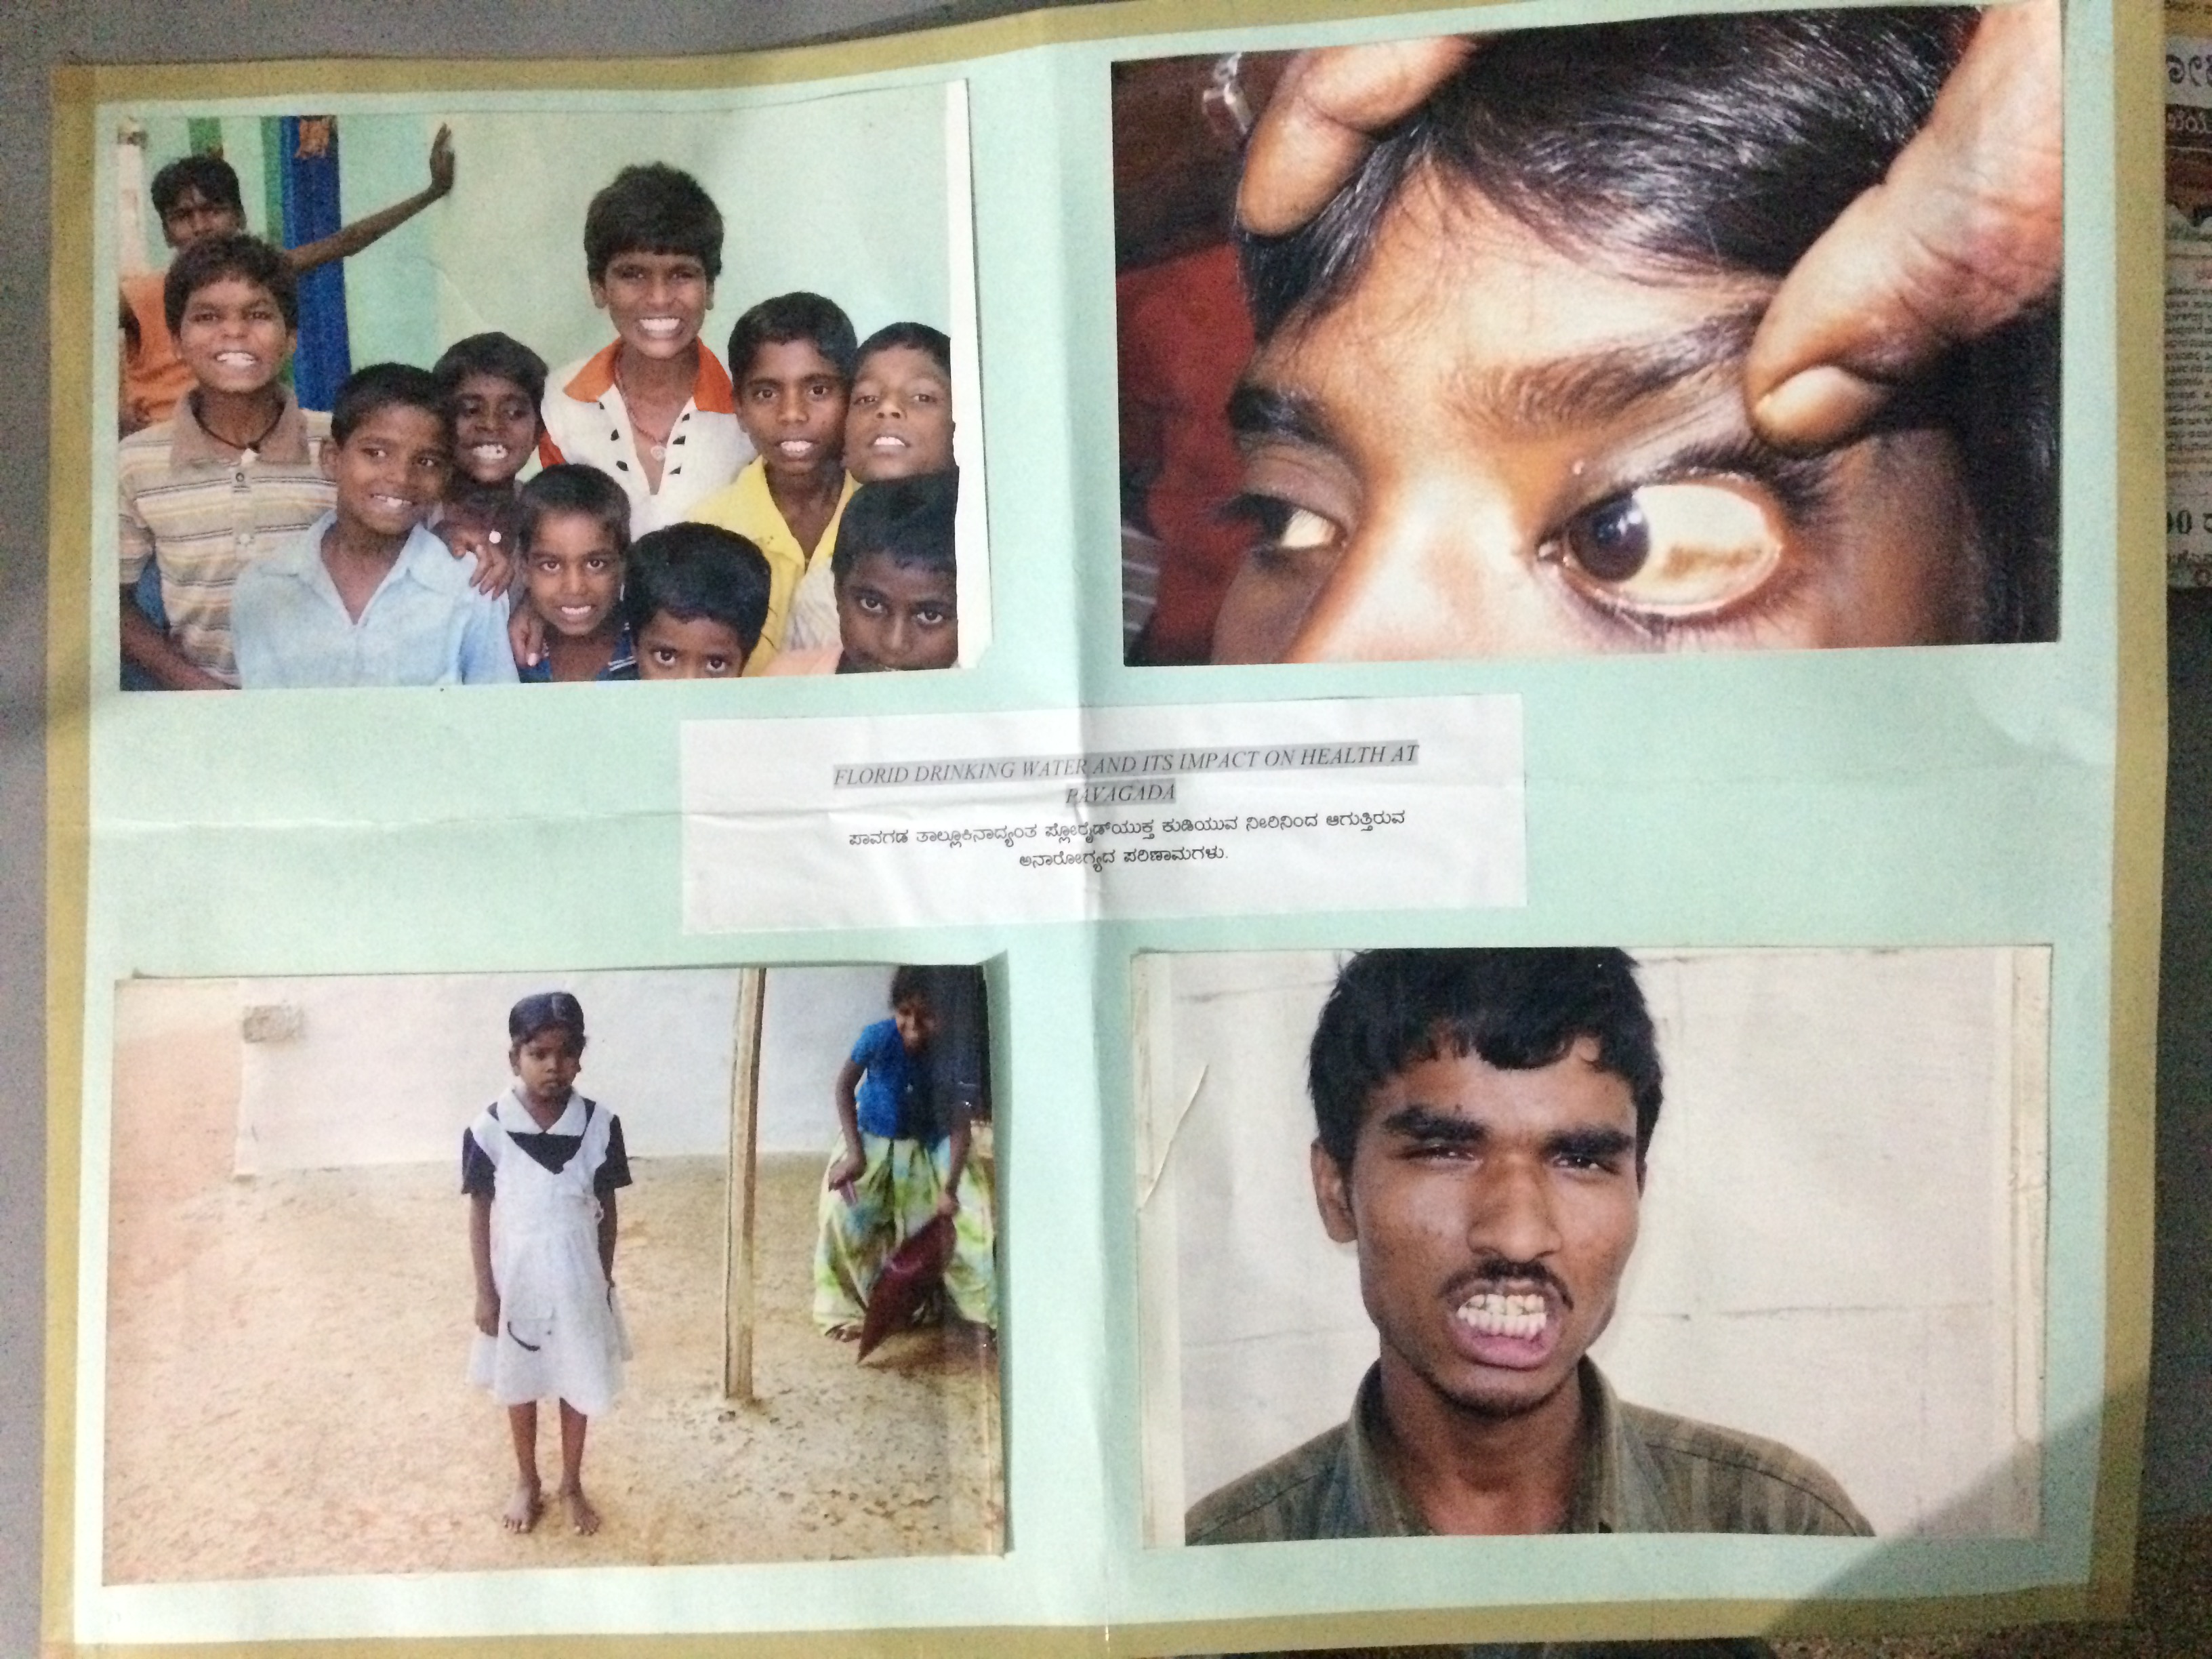 FLORID DRINKING WATER AND ITS IMPACT ON HEALTH AT
PAVAGADA
ಪಾವಗಡ ತಾಲ್ಲೂಕಿನಾದ್ಯಂತ ಪ್ಲೋರೈಡ್‌ಯುಕ್ತ ಕುಡಿಯುವ ನೀರಿನಿಂದ ಆಗುತ್ತಿರುವ
ಅನಾರೋಗ್ಯದ ಪರಿಣಾಮಗಳು.